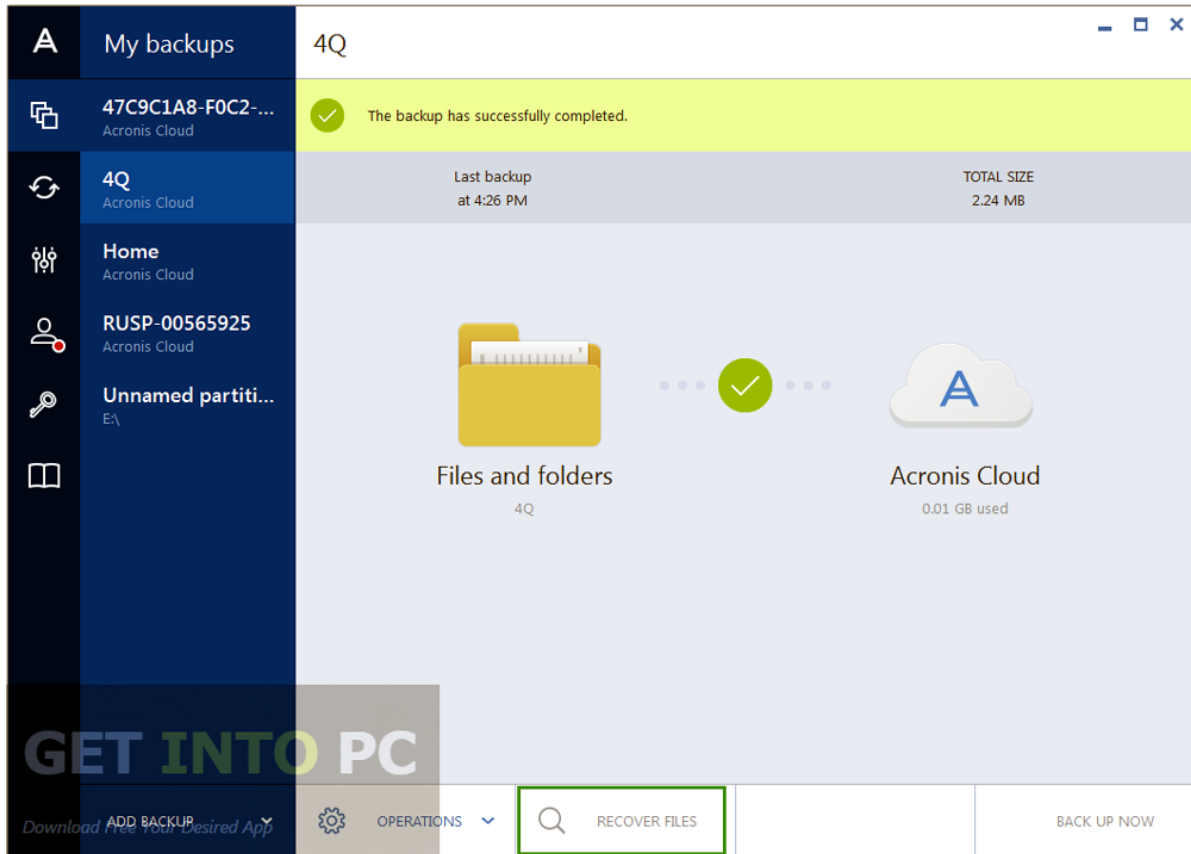 My backups
4Q
47C9C1A8-F0C2-...
Acronis Cloud
4Q
Acronis Cloud
Home
Acronis Cloud
RUSP-00565925
Acronis Cloud
Unnamed partiti...
E:\
The backup has successfully completed.
Last backup
at 4:26 PM
TOTAL SIZE
2.24 MB
Files and folders
4Q
Acronis Cloud
0.01 GB used
GET INTO PC
Download Free Your Desired App
ADD BACKUP
OPERATIONS
RECOVER FILES
BACK UP NOW